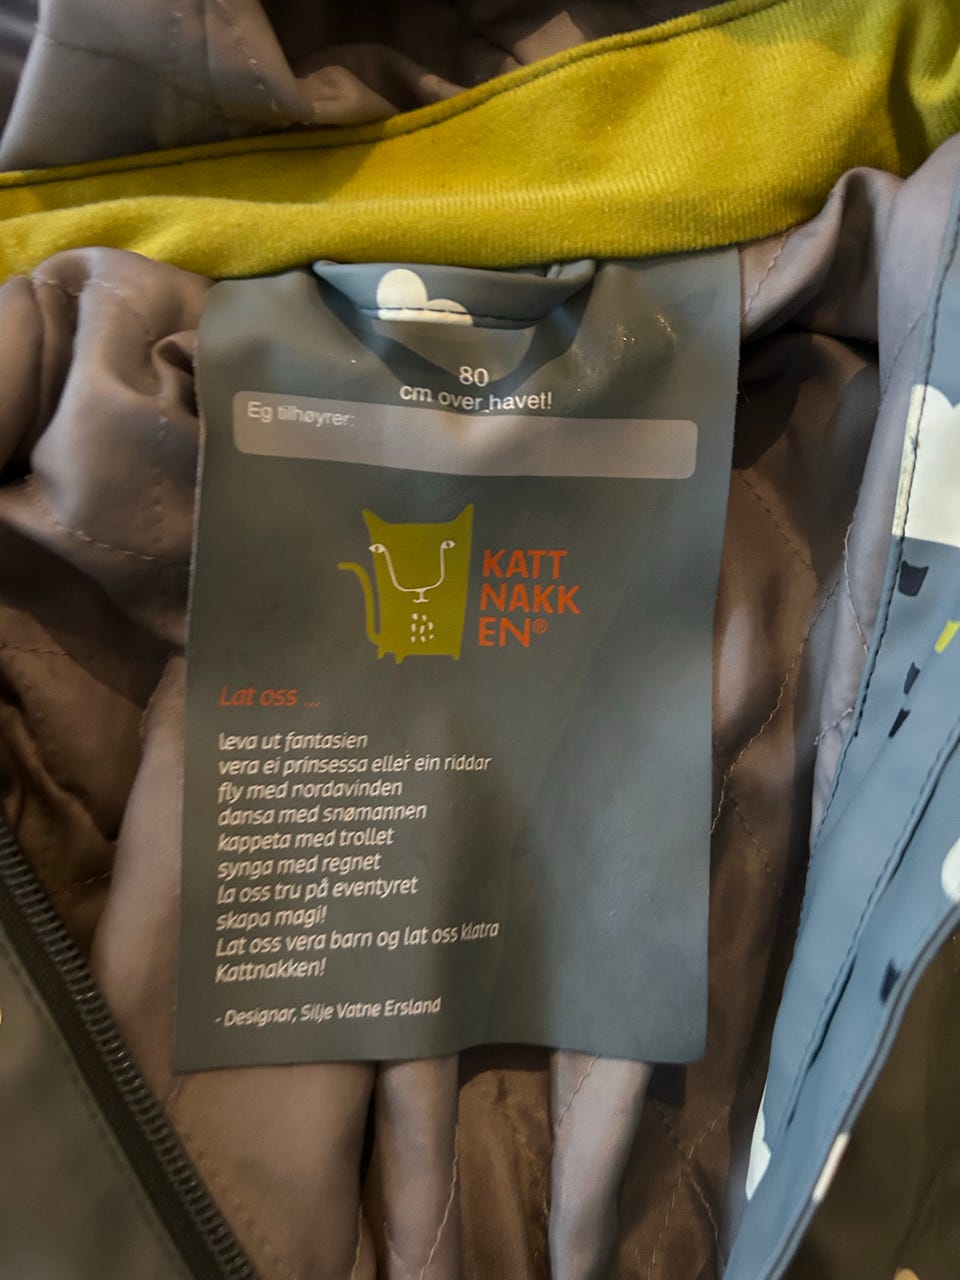 80
cm over havet!
Eg tilhøyrer:
KATT
NAKK
EN®
Lat oss ...
leva ut fantasien
vera ei prinsessa eller ein riddar
fly med nordavinden
dansa med snømannen
kappeta med trollet
synga med regnet
la oss tru på eventyret
skapa magi!
Lat oss vera barn og lat oss klatra
Kattnakken!
- Designar, Silje Vatne Ersland